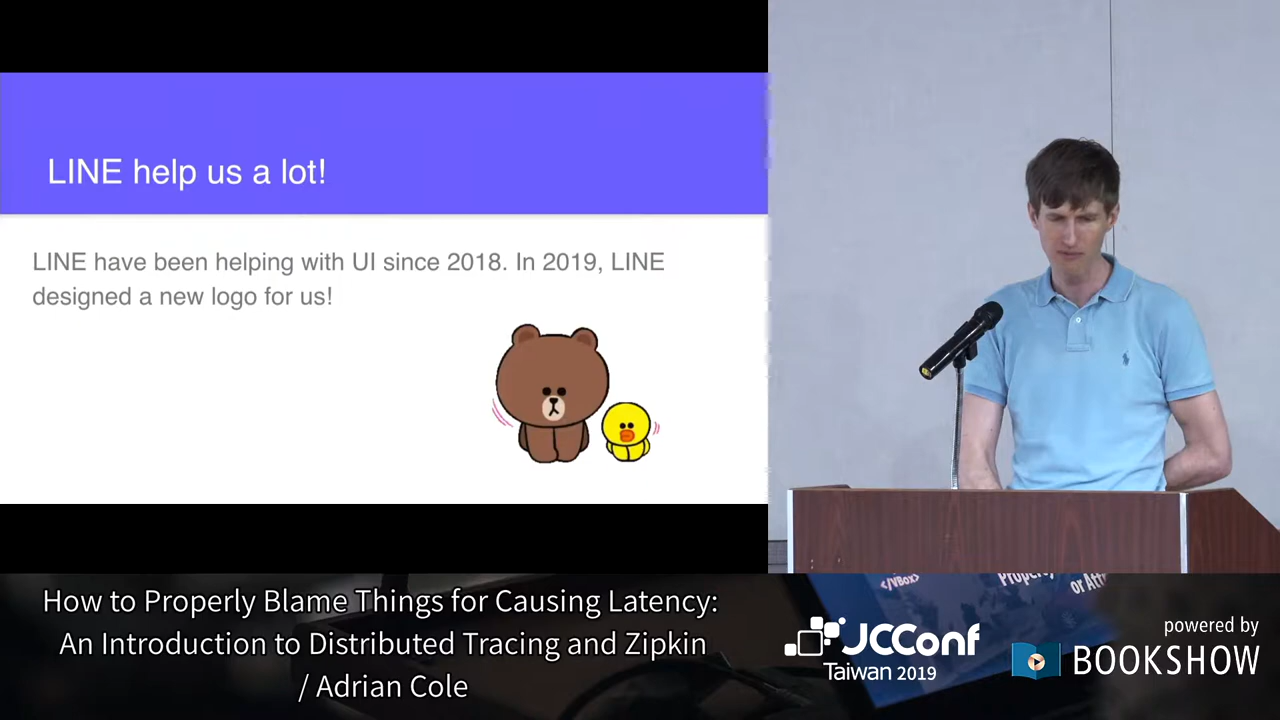 LINE help us a lot!
LINE have been helping with UI since 2018. In 2019, LINE
designed a new logo for us!
How to Properly Blame Things for Causing Latency:
An Introduction to Distributed Tracing and Zipkin
/ Adrian Cole
</VBox>
JCConf
Taiwan 2019
powered by
BOOKSHOW